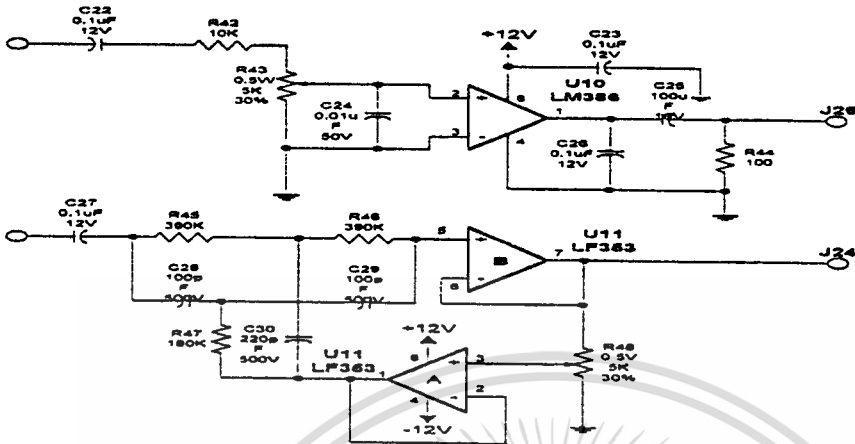 C22
0.1uF
12V
R42
10K
R43
0.5W
5K
30%
C24
0.01u
F
50V
2
3
+
-
+12V
6
4
1
C23
0.1uF
12V
U10
LM386
C25
100u
F
C26
0.1uF
12V
R44
100
J26
C27
0.1uF
12V
R45
390K
R46
390K
C28
100p
F
500V
C29
100p
F
500V
R47
180K
C30
220p
F
500V
5
6
+
-
B
7
U11
LF353
J24
U11
LF353
+12V
8
A
4
-12V
1
3
2
+
-
R48
0.5V
5K
30%